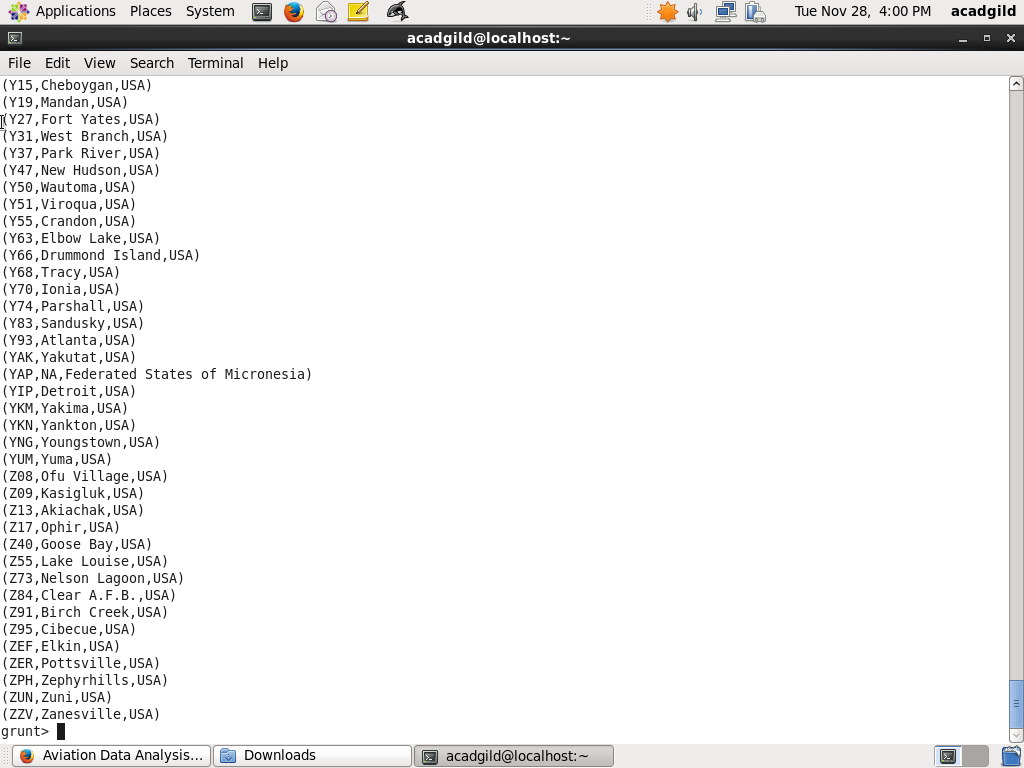 Applications Places System Tue Nov 28, 4:00 PM acadgild
acadgild@localhost:~
File Edit View Search Terminal Help
(Y15,Cheboygan,USA)
(Y19,Mandan,USA)
(Y27,Fort Yates,USA)
(Y31,West Branch,USA)
(Y37,Park River,USA)
(Y47,New Hudson,USA)
(Y50,Wautoma,USA)
(Y51,Viroqua,USA)
(Y55,Crandon,USA)
(Y63,Elbow Lake,USA)
(Y66,Drummond Island,USA)
(Y68,Tracy,USA)
(Y70,Ionia,USA)
(Y74,Parshall,USA)
(Y83,Sandusky,USA)
(Y93,Atlanta,USA)
(YAK,Yakutat,USA)
(YAP,NA,Federated States of Micronesia)
(YIP,Detroit,USA)
(YKM,Yakima,USA)
(YKN,Yankton,USA)
(YNG,Youngstown,USA)
(YUM,Yuma,USA)
(Z08,Ofu Village,USA)
(Z09,Kasigluk,USA)
(Z13,Akiachak,USA)
(Z17,Ophir,USA)
(Z40,Goose Bay,USA)
(Z55,Lake Louise,USA)
(Z73,Nelson Lagoon,USA)
(Z84,Clear A.F.B.,USA)
(Z91,Birch Creek,USA)
(Z95,Cibecue,USA)
(ZEF,Elkin,USA)
(ZER,Pottsville,USA)
(ZPH,Zephyrhills,USA)
(ZUN,Zuni,USA)
(ZZV,Zanesville,USA)
grunt>
Aviation Data Analysis... Downloads acadgild@localhost:~